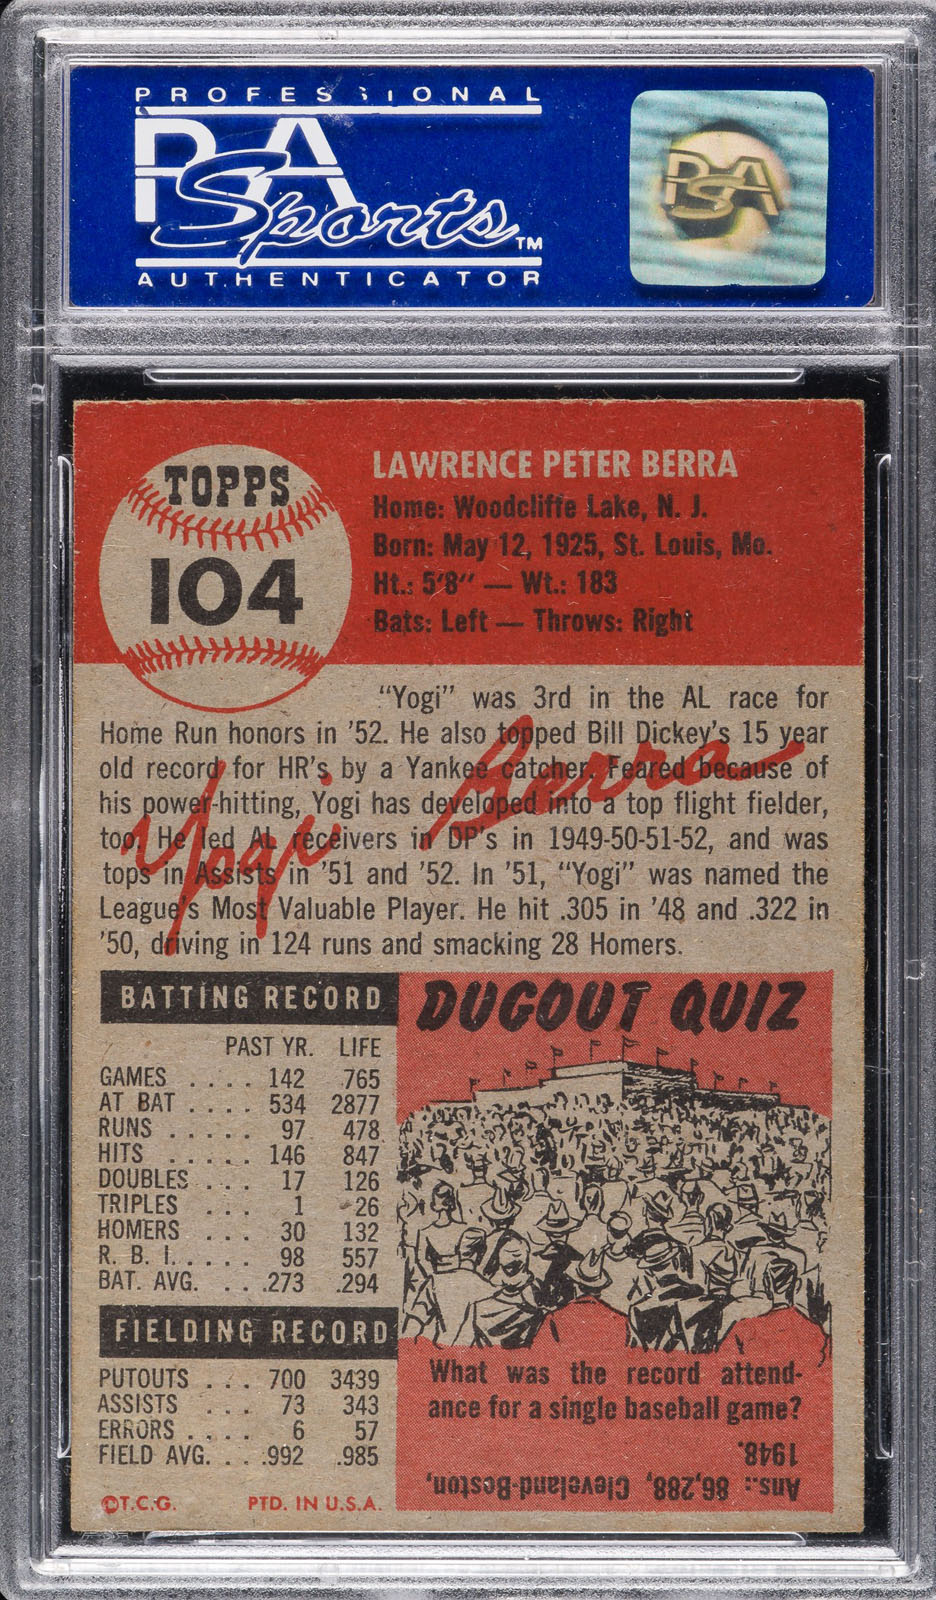 PROFESSIONAL
PSA
Sports™
AUTHENTICATOR
PSA
TOPPS
104
LAWRENCE PETER BERRA
Home: Woodcliffe Lake, N. J.
Born: May 12, 1925, St. Louis, Mo.
Ht.: 5'8" — Wt.: 183
Bats: Left — Throws: Right
"Yogi" was 3rd in the AL race for
Home Run honors in '52. He also topped Bill Dickey's 15 year
old record for HR's by a Yankee catcher. Feared because of
his power-hitting, Yogi has developed into a top flight fielder,
too. He led AL receivers in DP's in 1949-50-51-52, and was
tops in Assists in '51 and '52. In '51, "Yogi" was named the
League's Most Valuable Player. He hit .305 in '48 and .322 in
'50, driving in 124 runs and smacking 28 Homers.
Yogi Berra
BATTING RECORD
PAST YR. LIFE
GAMES . . . . 142 765
AT BAT . . . . 534 2877
RUNS . . . . . 97 478
HITS . . . . . 146 847
DOUBLES . . . 17 126
TRIPLES . . . 1 26
HOMERS . . . 30 132
R. B. I. . . . . 98 557
BAT. AVG. . . .273 .294
FIELDING RECORD
PUTOUTS . . . 700 3439
ASSISTS . . . 73 343
ERRORS . . . . 6 57
FIELD AVG. . . .992 .985
©T.C.G. PTD. IN U.S.A.
DUGOUT QUIZ
What was the record attend-
ance for a single baseball game?
Ans.: 86,288, Cleveland-Boston,
1948.